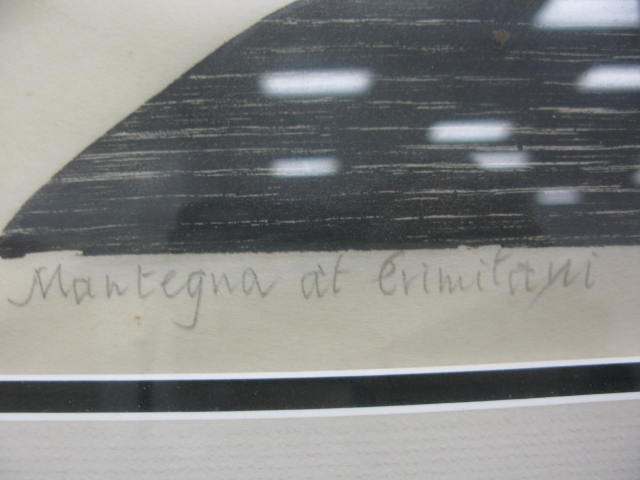 Mantegna at Erimitani